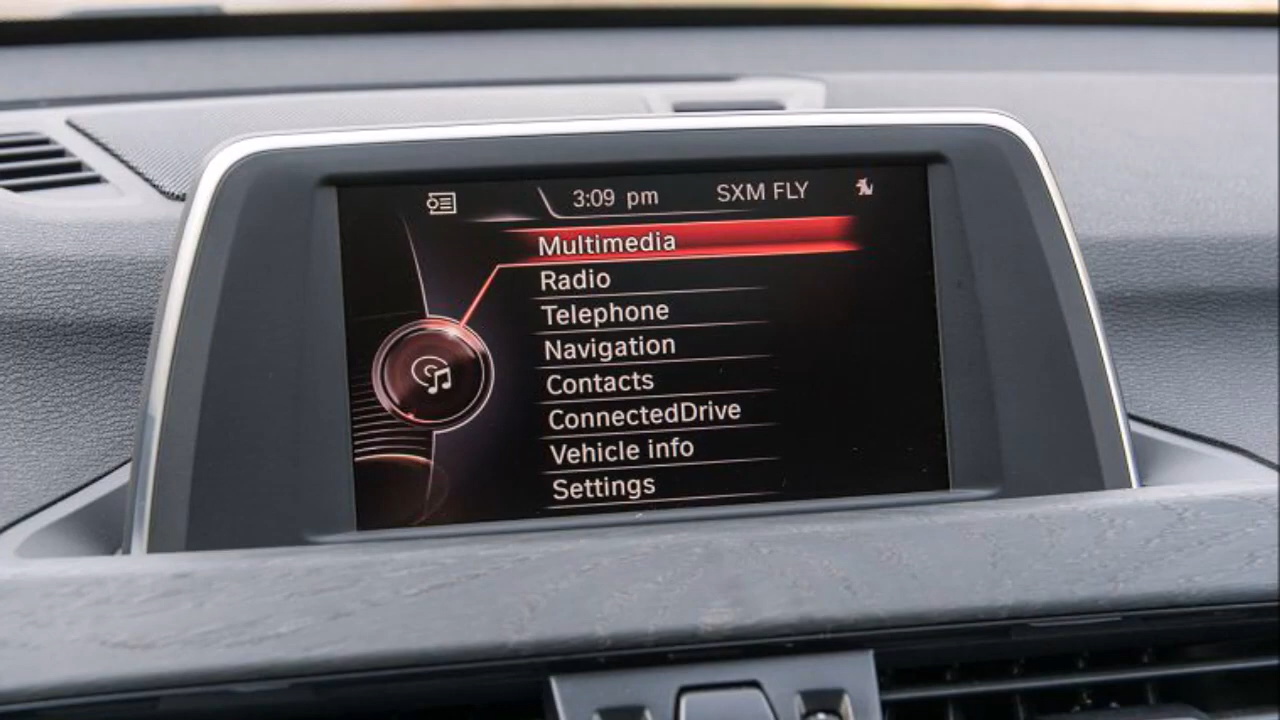 3:09 pm SXM FLY
Multimedia
Radio
Telephone
Navigation
Contacts
ConnectedDrive
Vehicle info
Settings